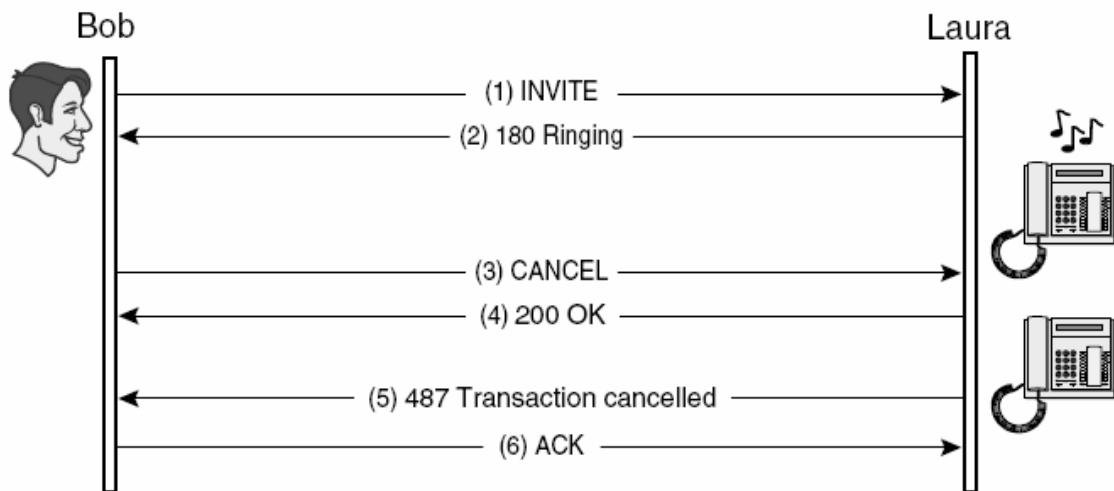 Bob
Laura
(1) INVITE
(2) 180 Ringing
(3) CANCEL
(4) 200 OK
(5) 487 Transaction cancelled
(6) ACK